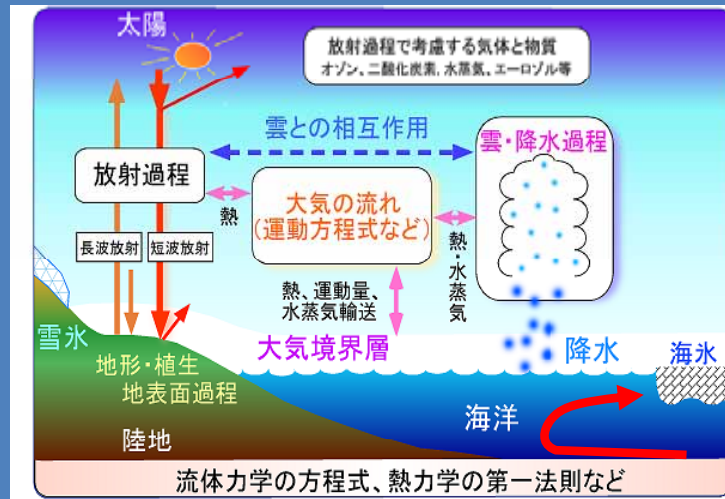 太陽
放射過程で考慮する気体と物質
オゾン、二酸化炭素、水蒸気、エーロゾル等
雲との相互作用
雲・降水過程
放射過程
熱
大気の流れ
(運動方程式など)
熱・水蒸気
長波放射
短波放射
熱、運動量、
水蒸気輸送
雪氷
大気境界層
降水
海氷
地形・植生
地表面過程
海洋
陸地
流体力学の方程式、熱力学の第一法則など